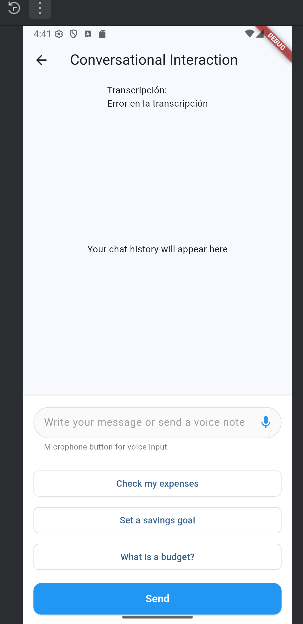 4:41
DEBUG
Conversational Interaction
Transcripción:
Error en la transcripción
Your chat history will appear here
Write your message or send a voice note
Microphone button for voice input
Check my expenses
Set a savings goal
What is a budget?
Send